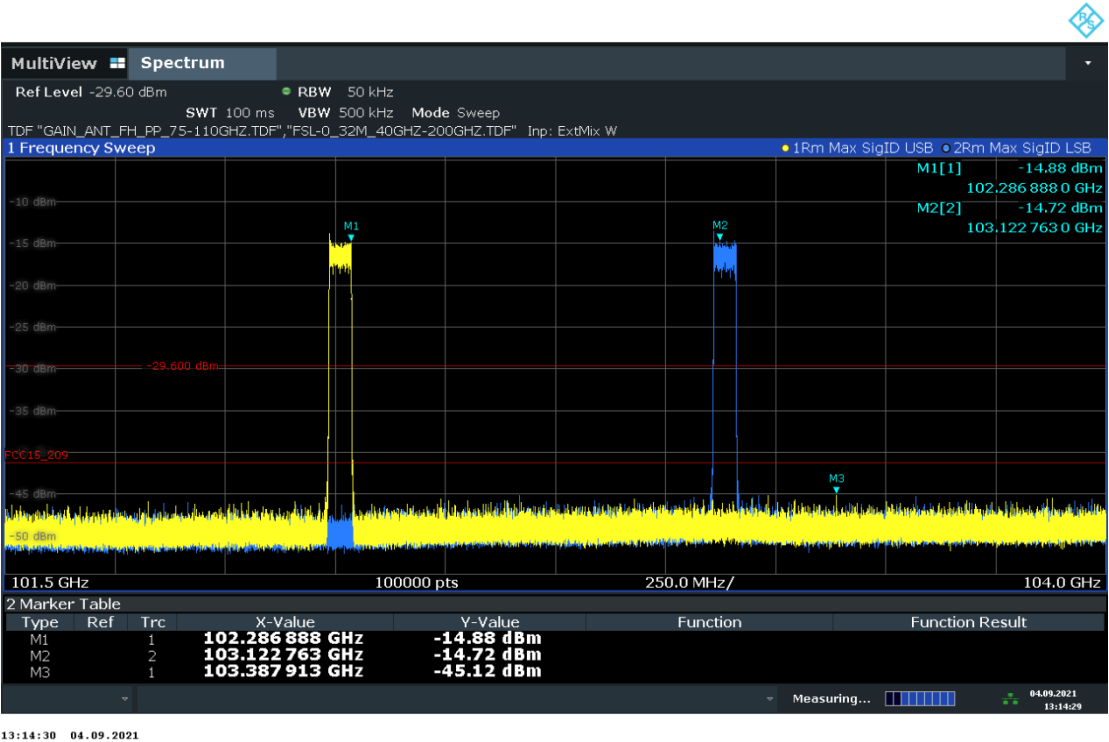 R&S
MultiView Spectrum
Ref Level -29.60 dBm RBW 50 kHz
SWT 100 ms VBW 500 kHz Mode Sweep
TDF "GAIN_ANT_FH_PP_75-110GHZ.TDF","FSL-0_32M_40GHZ-200GHZ.TDF" Inp: ExtMix W
1 Frequency Sweep 1Rm Max SigID USB 2Rm Max SigID LSB
M1[1] -14.88 dBm
102.286 888 0 GHz
M2[2] -14.72 dBm
103.122 763 0 GHz
-10 dBm
M1 M2
-15 dBm
-20 dBm
-25 dBm
-29.600 dBm
-30 dBm
-35 dBm
FCC15_209
M3
-45 dBm
-50 dBm
101.5 GHz 100000 pts 250.0 MHz/ 104.0 GHz
2 Marker Table
Type Ref Trc X-Value Y-Value Function Function Result
M1 1 102.286 888 GHz -14.88 dBm
M2 2 103.122 763 GHz -14.72 dBm
M3 1 103.387 913 GHz -45.12 dBm
Measuring... 04.09.2021
13:14:29
13:14:30 04.09.2021